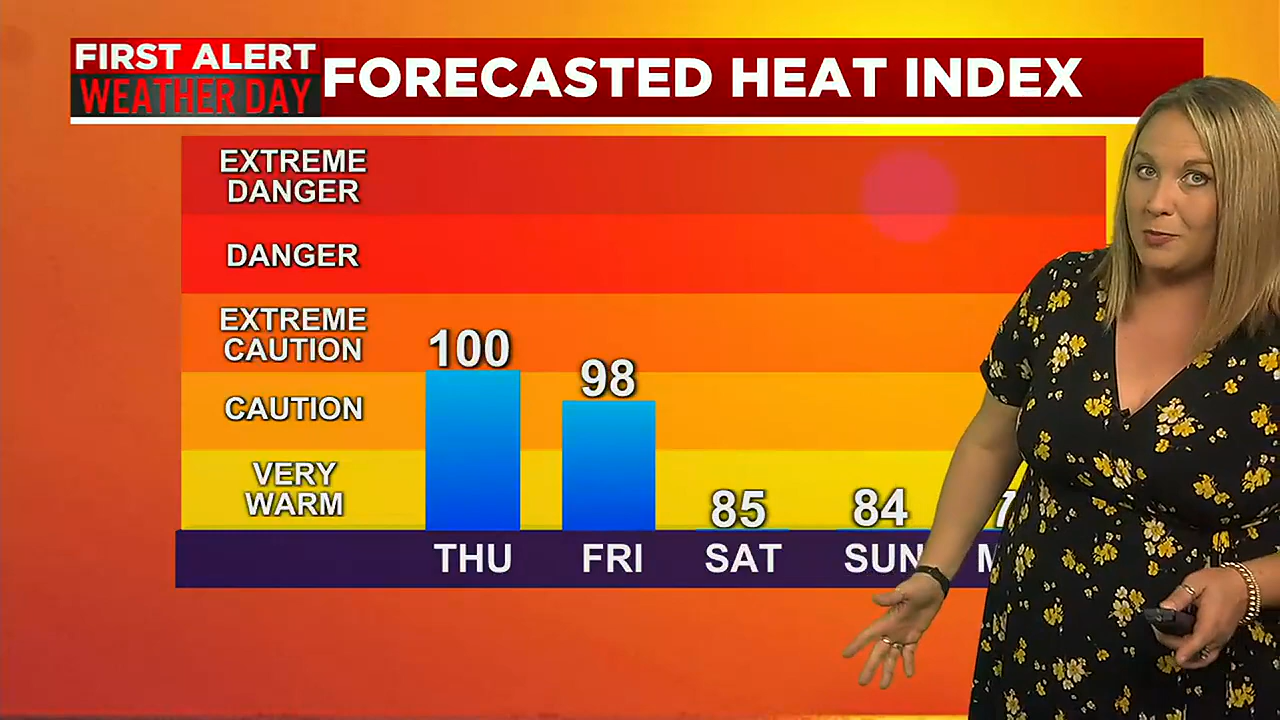 FIRST ALERT
WEATHER DAY
FORECASTED HEAT INDEX
EXTREME
DANGER
DANGER
EXTREME
CAUTION
CAUTION
VERY
WARM
100
98
85
84
THU
FRI
SAT
SUN